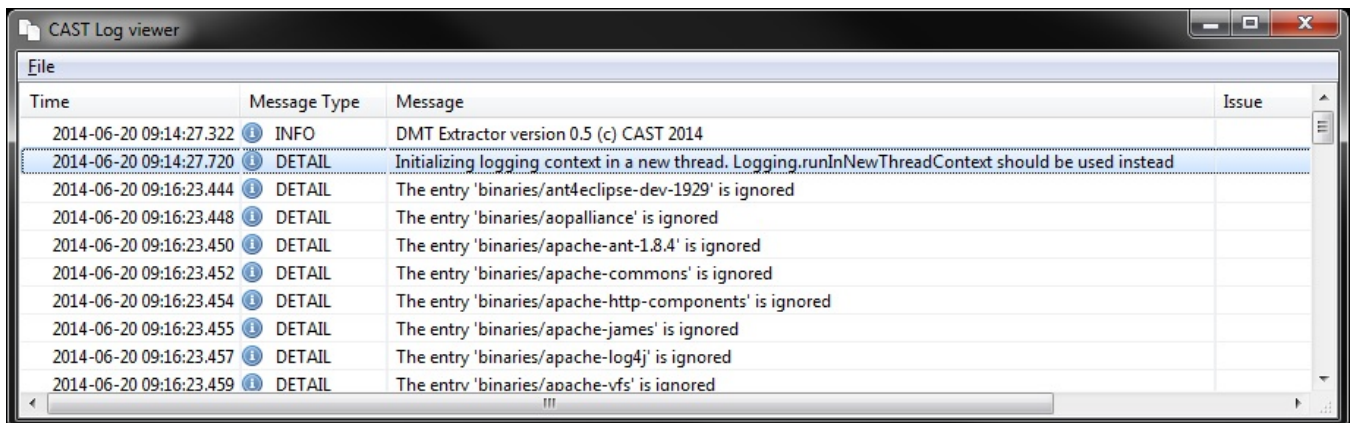 CAST Log viewer
File
Time Message Type Message Issue
2014-06-20 09:14:27.322 INFO DMT Extractor version 0.5 (c) CAST 2014
2014-06-20 09:14:27.720 DETAIL Initializing logging context in a new thread. Logging.runInNewThreadContext should be used instead
2014-06-20 09:16:23.444 DETAIL The entry 'binaries/ant4eclipse-dev-1929' is ignored
2014-06-20 09:16:23.448 DETAIL The entry 'binaries/aopalliance' is ignored
2014-06-20 09:16:23.450 DETAIL The entry 'binaries/apache-ant-1.8.4' is ignored
2014-06-20 09:16:23.452 DETAIL The entry 'binaries/apache-commons' is ignored
2014-06-20 09:16:23.454 DETAIL The entry 'binaries/apache-http-components' is ignored
2014-06-20 09:16:23.455 DETAIL The entry 'binaries/apache-james' is ignored
2014-06-20 09:16:23.457 DETAIL The entry 'binaries/apache-log4j' is ignored
2014-06-20 09:16:23.459 DETAIL The entry 'binaries/apache-vfs' is ignored